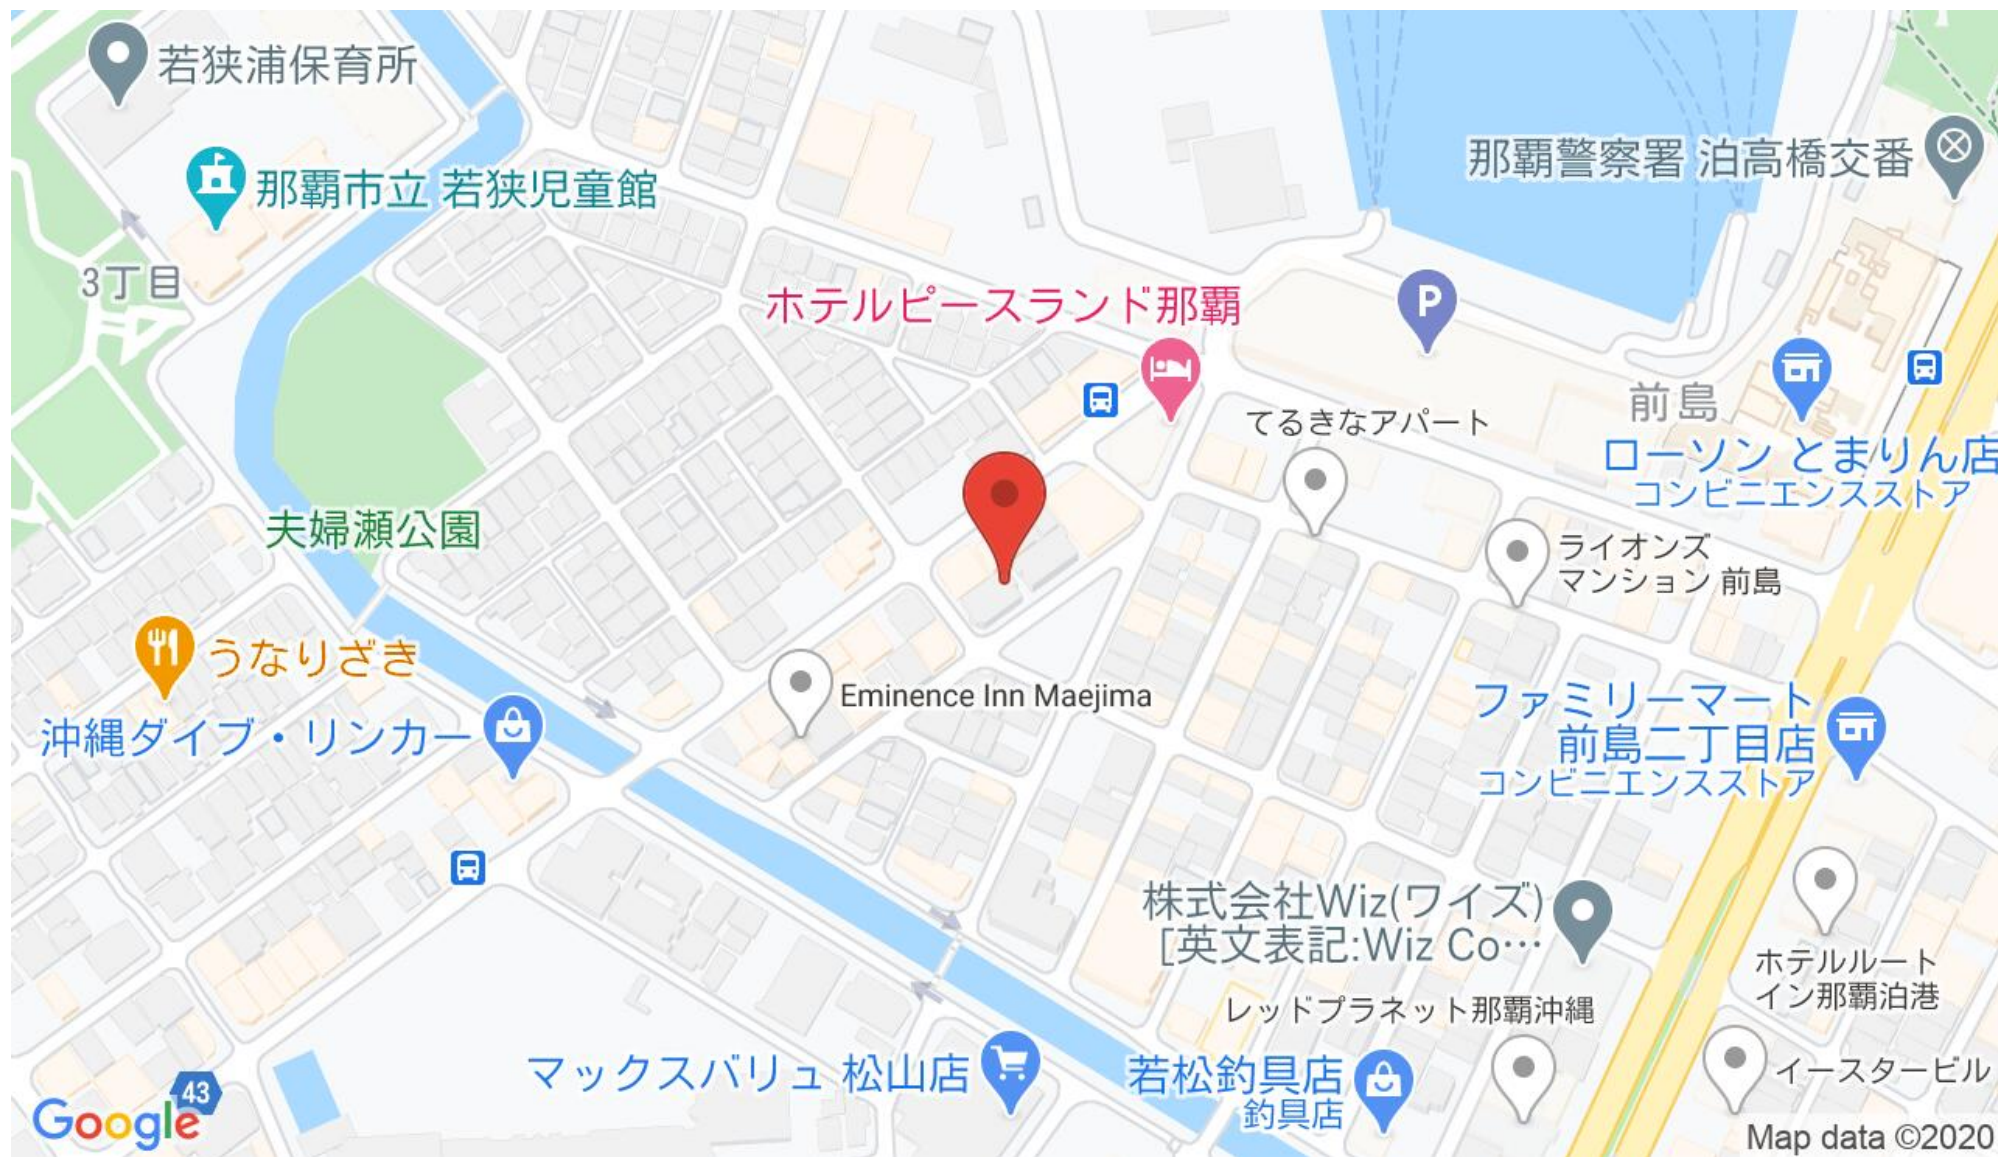 若狭浦保育所
那覇市立 若狭児童館
那覇警察署 泊高橋交番
3丁目
ホテルピースランド那覇
P
前島
てるきなアパート
ローソン とまりん店
コンビニエンスストア
夫婦瀬公園
ライオンズ
マンション 前島
うなりざき
Eminence Inn Maejima
沖縄ダイブ・リンカー
ファミリーマート
前島二丁目店
コンビニエンスストア
株式会社Wiz(ワイズ)
[英文表記:Wiz Co…
ホテルルート
イン那覇泊港
レッドプラネット那覇沖縄
マックスバリュ 松山店
若松釣具店
釣具店
イースタービル
43
Google
Map data ©2020